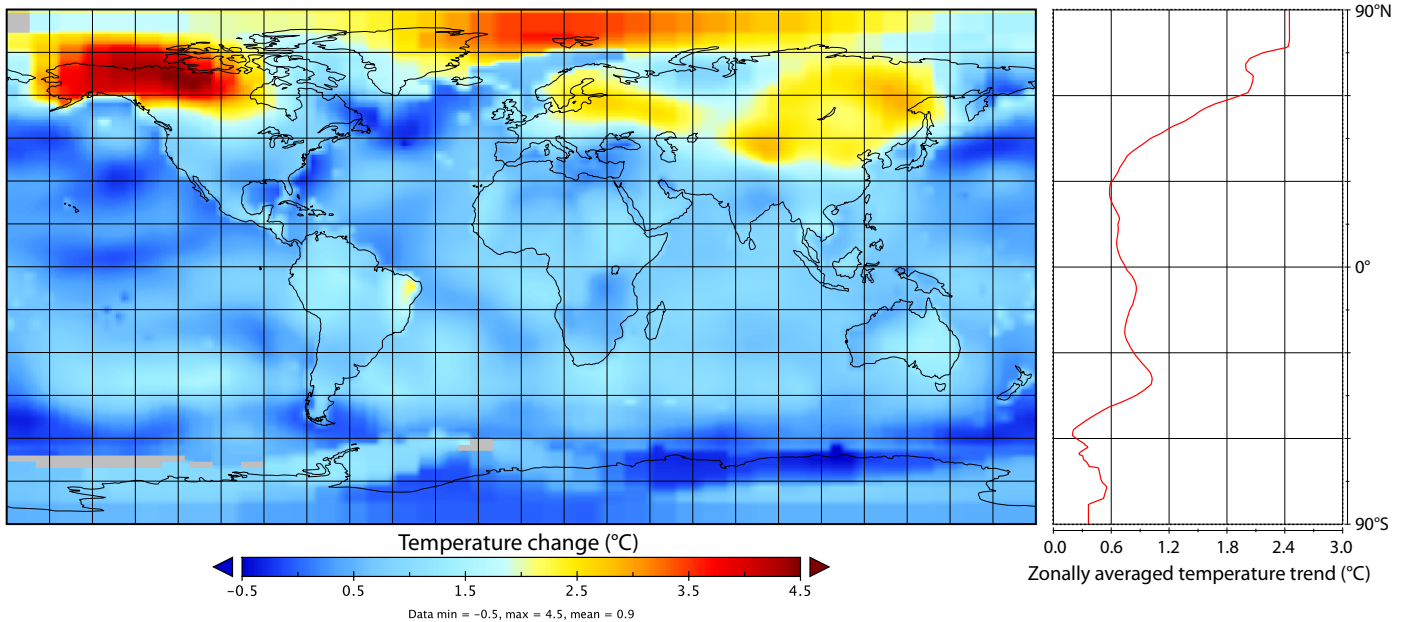 90°N
0°
90°S
0.0 0.6 1.2 1.8 2.4 3.0
Zonally averaged temperature trend (°C)
Temperature change (°C)
−0.5 0.5 1.5 2.5 3.5 4.5
Data min = −0.5, max = 4.5, mean = 0.9